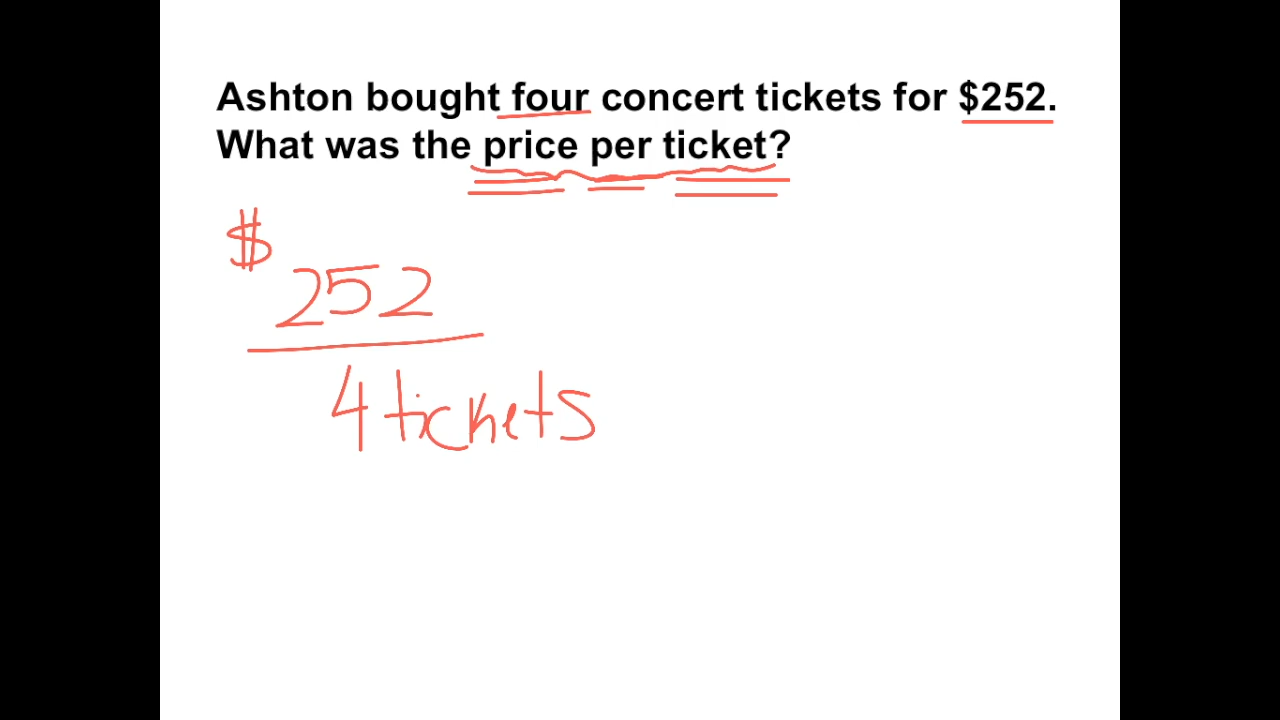 Ashton bought four concert tickets for $252.
What was the price per ticket?
$
252
4 tickets